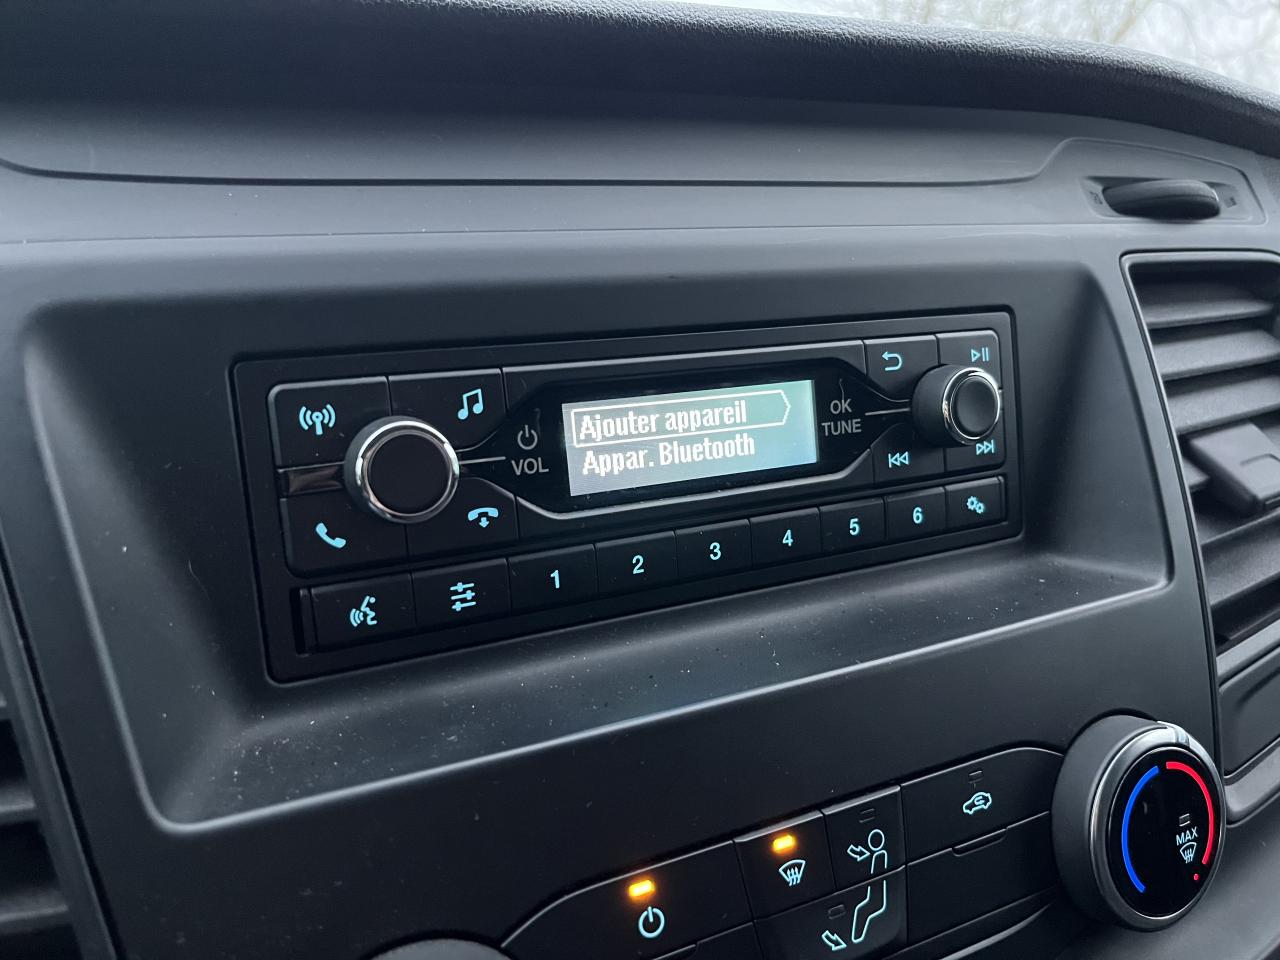 VOL
Ajouter appareil
Appar. Bluetooth
OK
TUNE
1 2 3 4 5 6
MAX